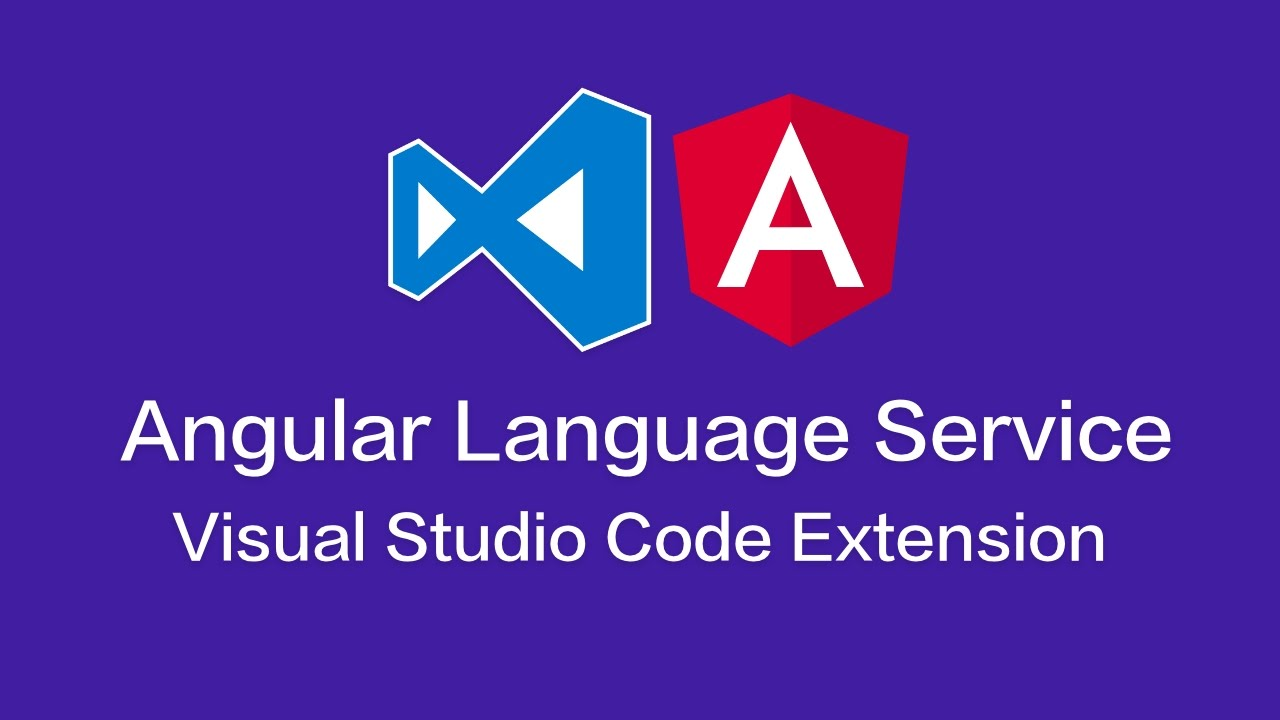 Angular Language Service
Visual Studio Code Extension